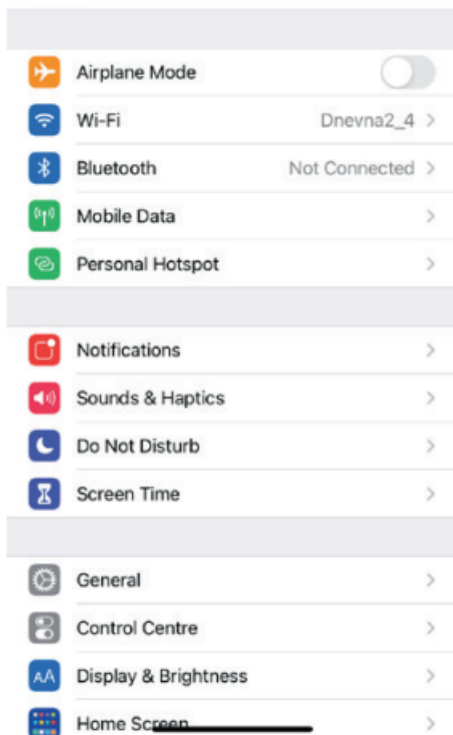 Airplane Mode
Wi-Fi Dnevna2_4
Bluetooth Not Connected
Mobile Data
Personal Hotspot
Notifications
Sounds & Haptics
Do Not Disturb
Screen Time
General
Control Centre
AA Display & Brightness
Home Screen